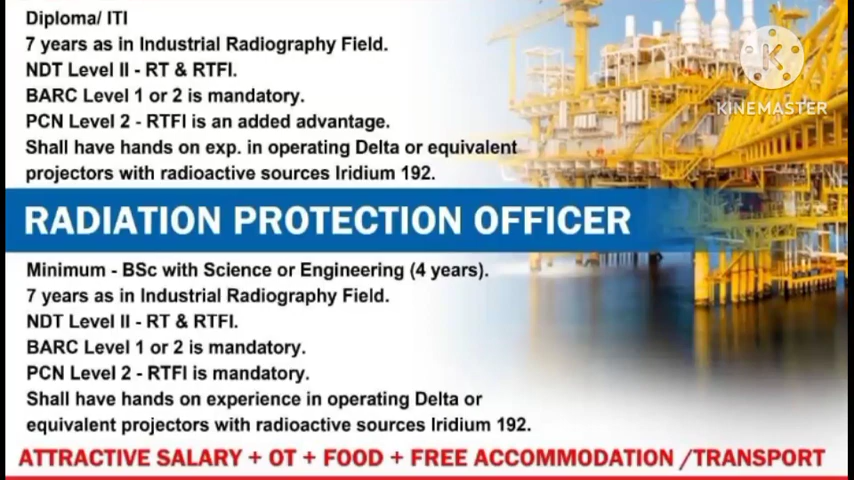 Diploma/ ITI
7 years as in Industrial Radiography Field.
NDT Level II - RT & RTFI.
BARC Level 1 or 2 is mandatory.
PCN Level 2 - RTFI is an added advantage.
Shall have hands on exp. in operating Delta or equivalent
projectors with radioactive sources Iridium 192.
K
KINEMASTER
RADIATION PROTECTION OFFICER
Minimum - BSc with Science or Engineering (4 years).
7 years as in Industrial Radiography Field.
NDT Level II - RT & RTFI.
BARC Level 1 or 2 is mandatory.
PCN Level 2 - RTFI is mandatory.
Shall have hands on experience in operating Delta or
equivalent projectors with radioactive sources Iridium 192.
ATTRACTIVE SALARY + OT + FOOD + FREE ACCOMMODATION /TRANSPORT